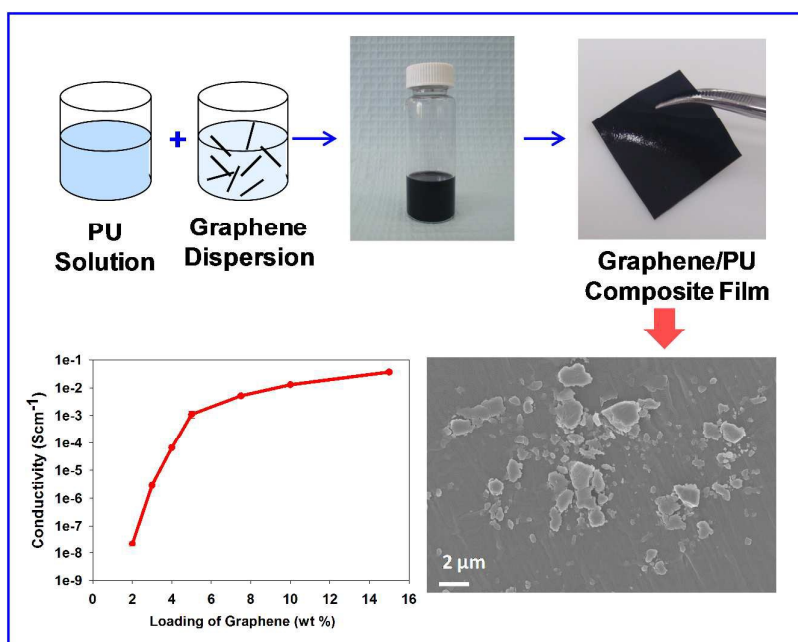 +
PU
Solution
Graphene
Dispersion
Graphene/PU
Composite Film
Conductivity (Scm-1)
1e-1
1e-2
1e-3
1e-4
1e-5
1e-6
1e-7
1e-8
1e-9
0 2 4 6 8 10 12 14 16
Loading of Graphene (wt %)
2 µm